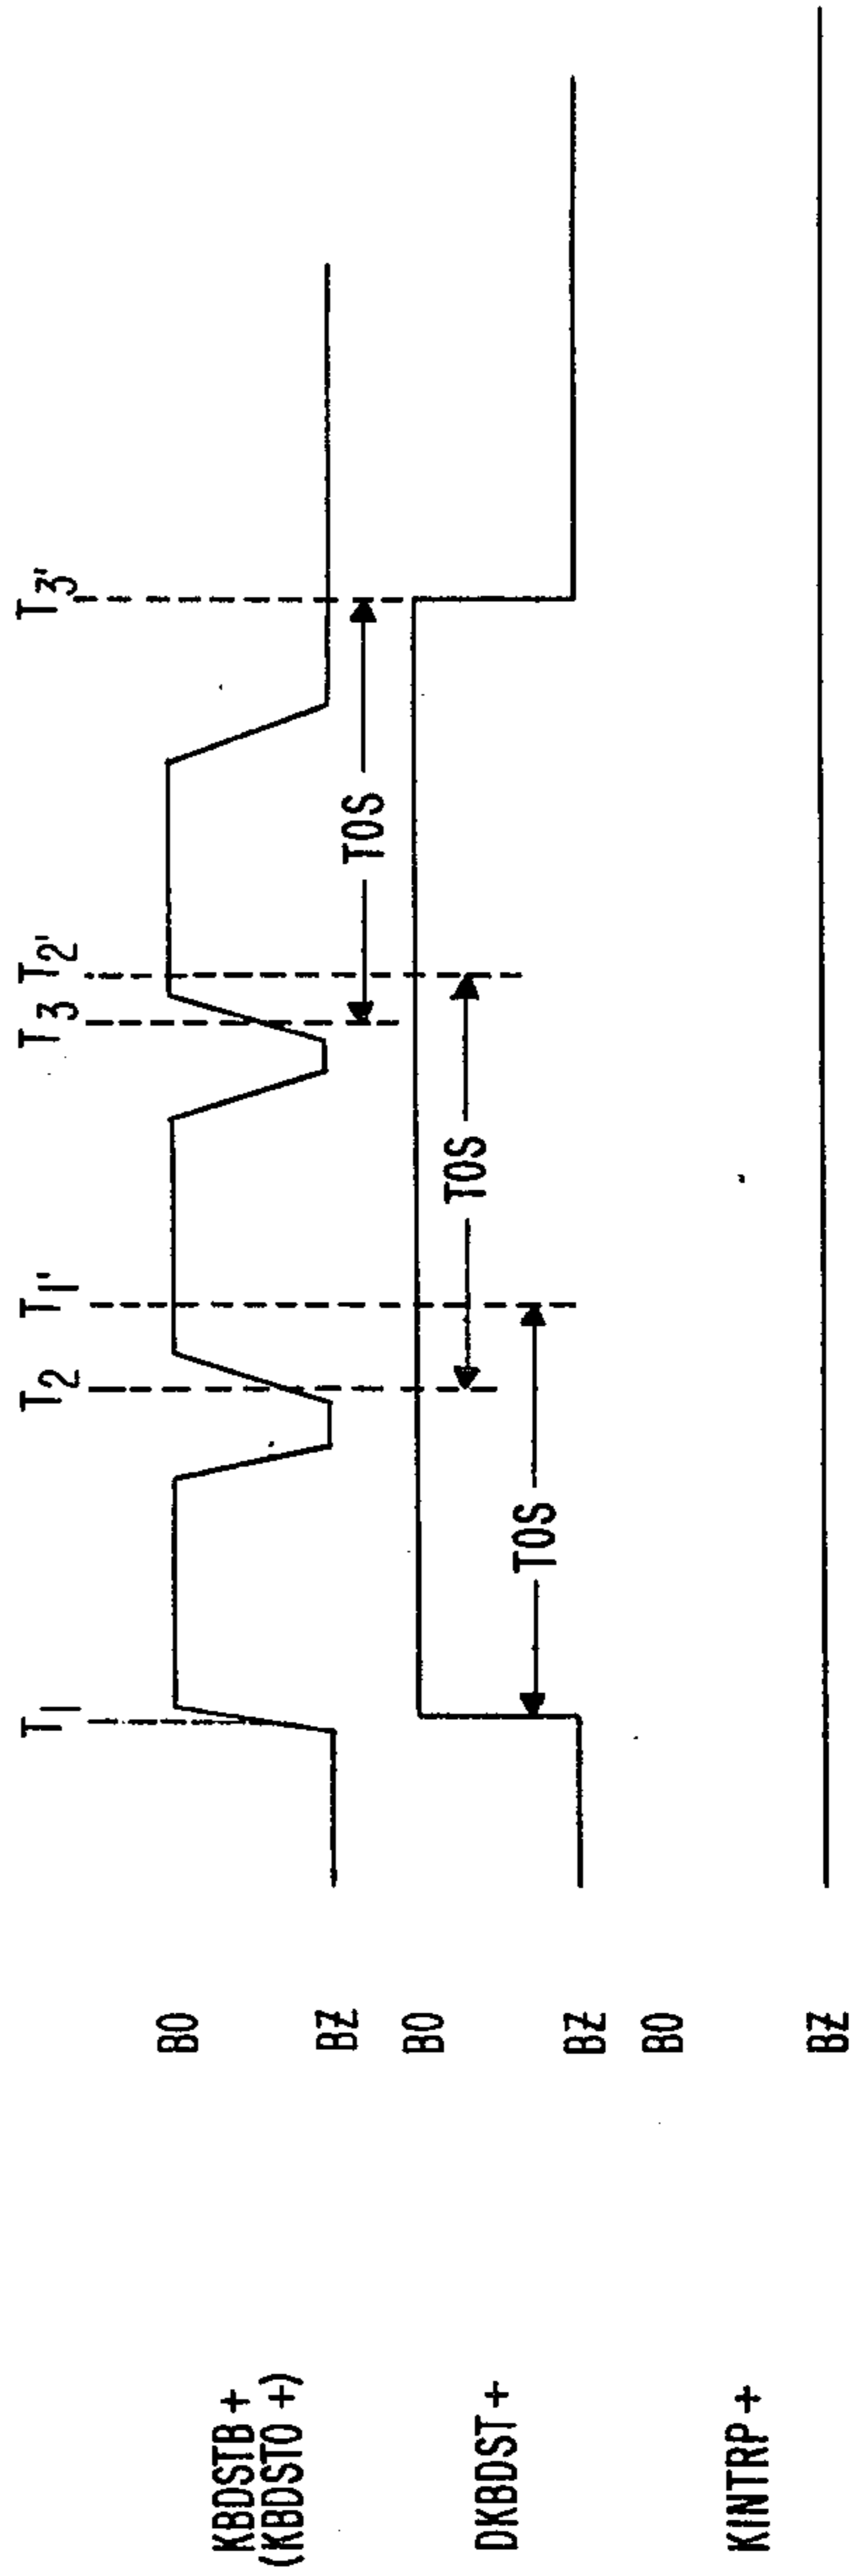 T1 T2 T1' T3 T2' T3'
KBDSTB +
(KBDSTO +)
BO
BZ
TOS
DKBDST +
BO
TOS
TOS
BZ
KINTRP +
BO
BZ